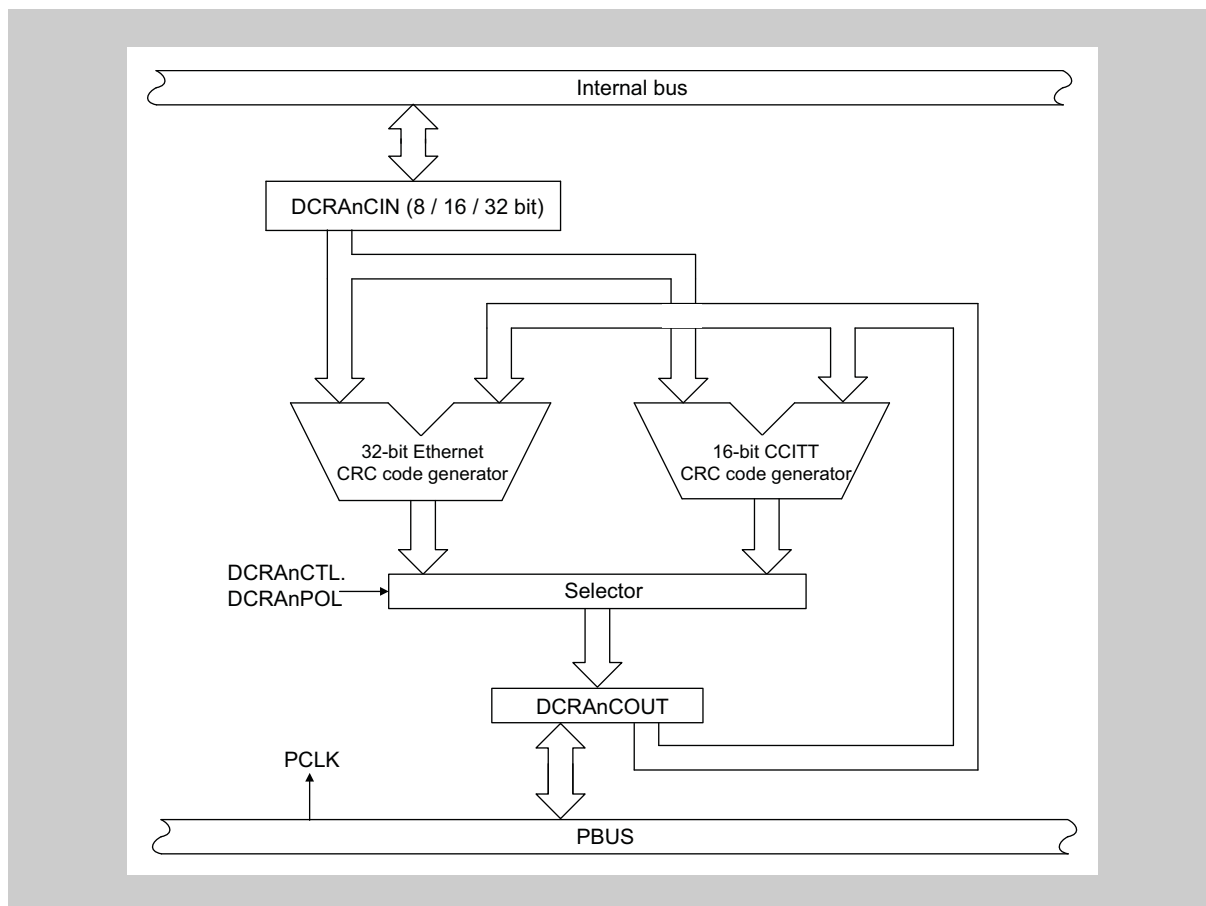 Internal bus
DCRAnCIN (8 / 16 / 32 bit)
32-bit Ethernet
CRC code generator
16-bit CCITT
CRC code generator
DCRAnCTL.
DCRAnPOL
Selector
DCRAnCOUT
PCLK
PBUS